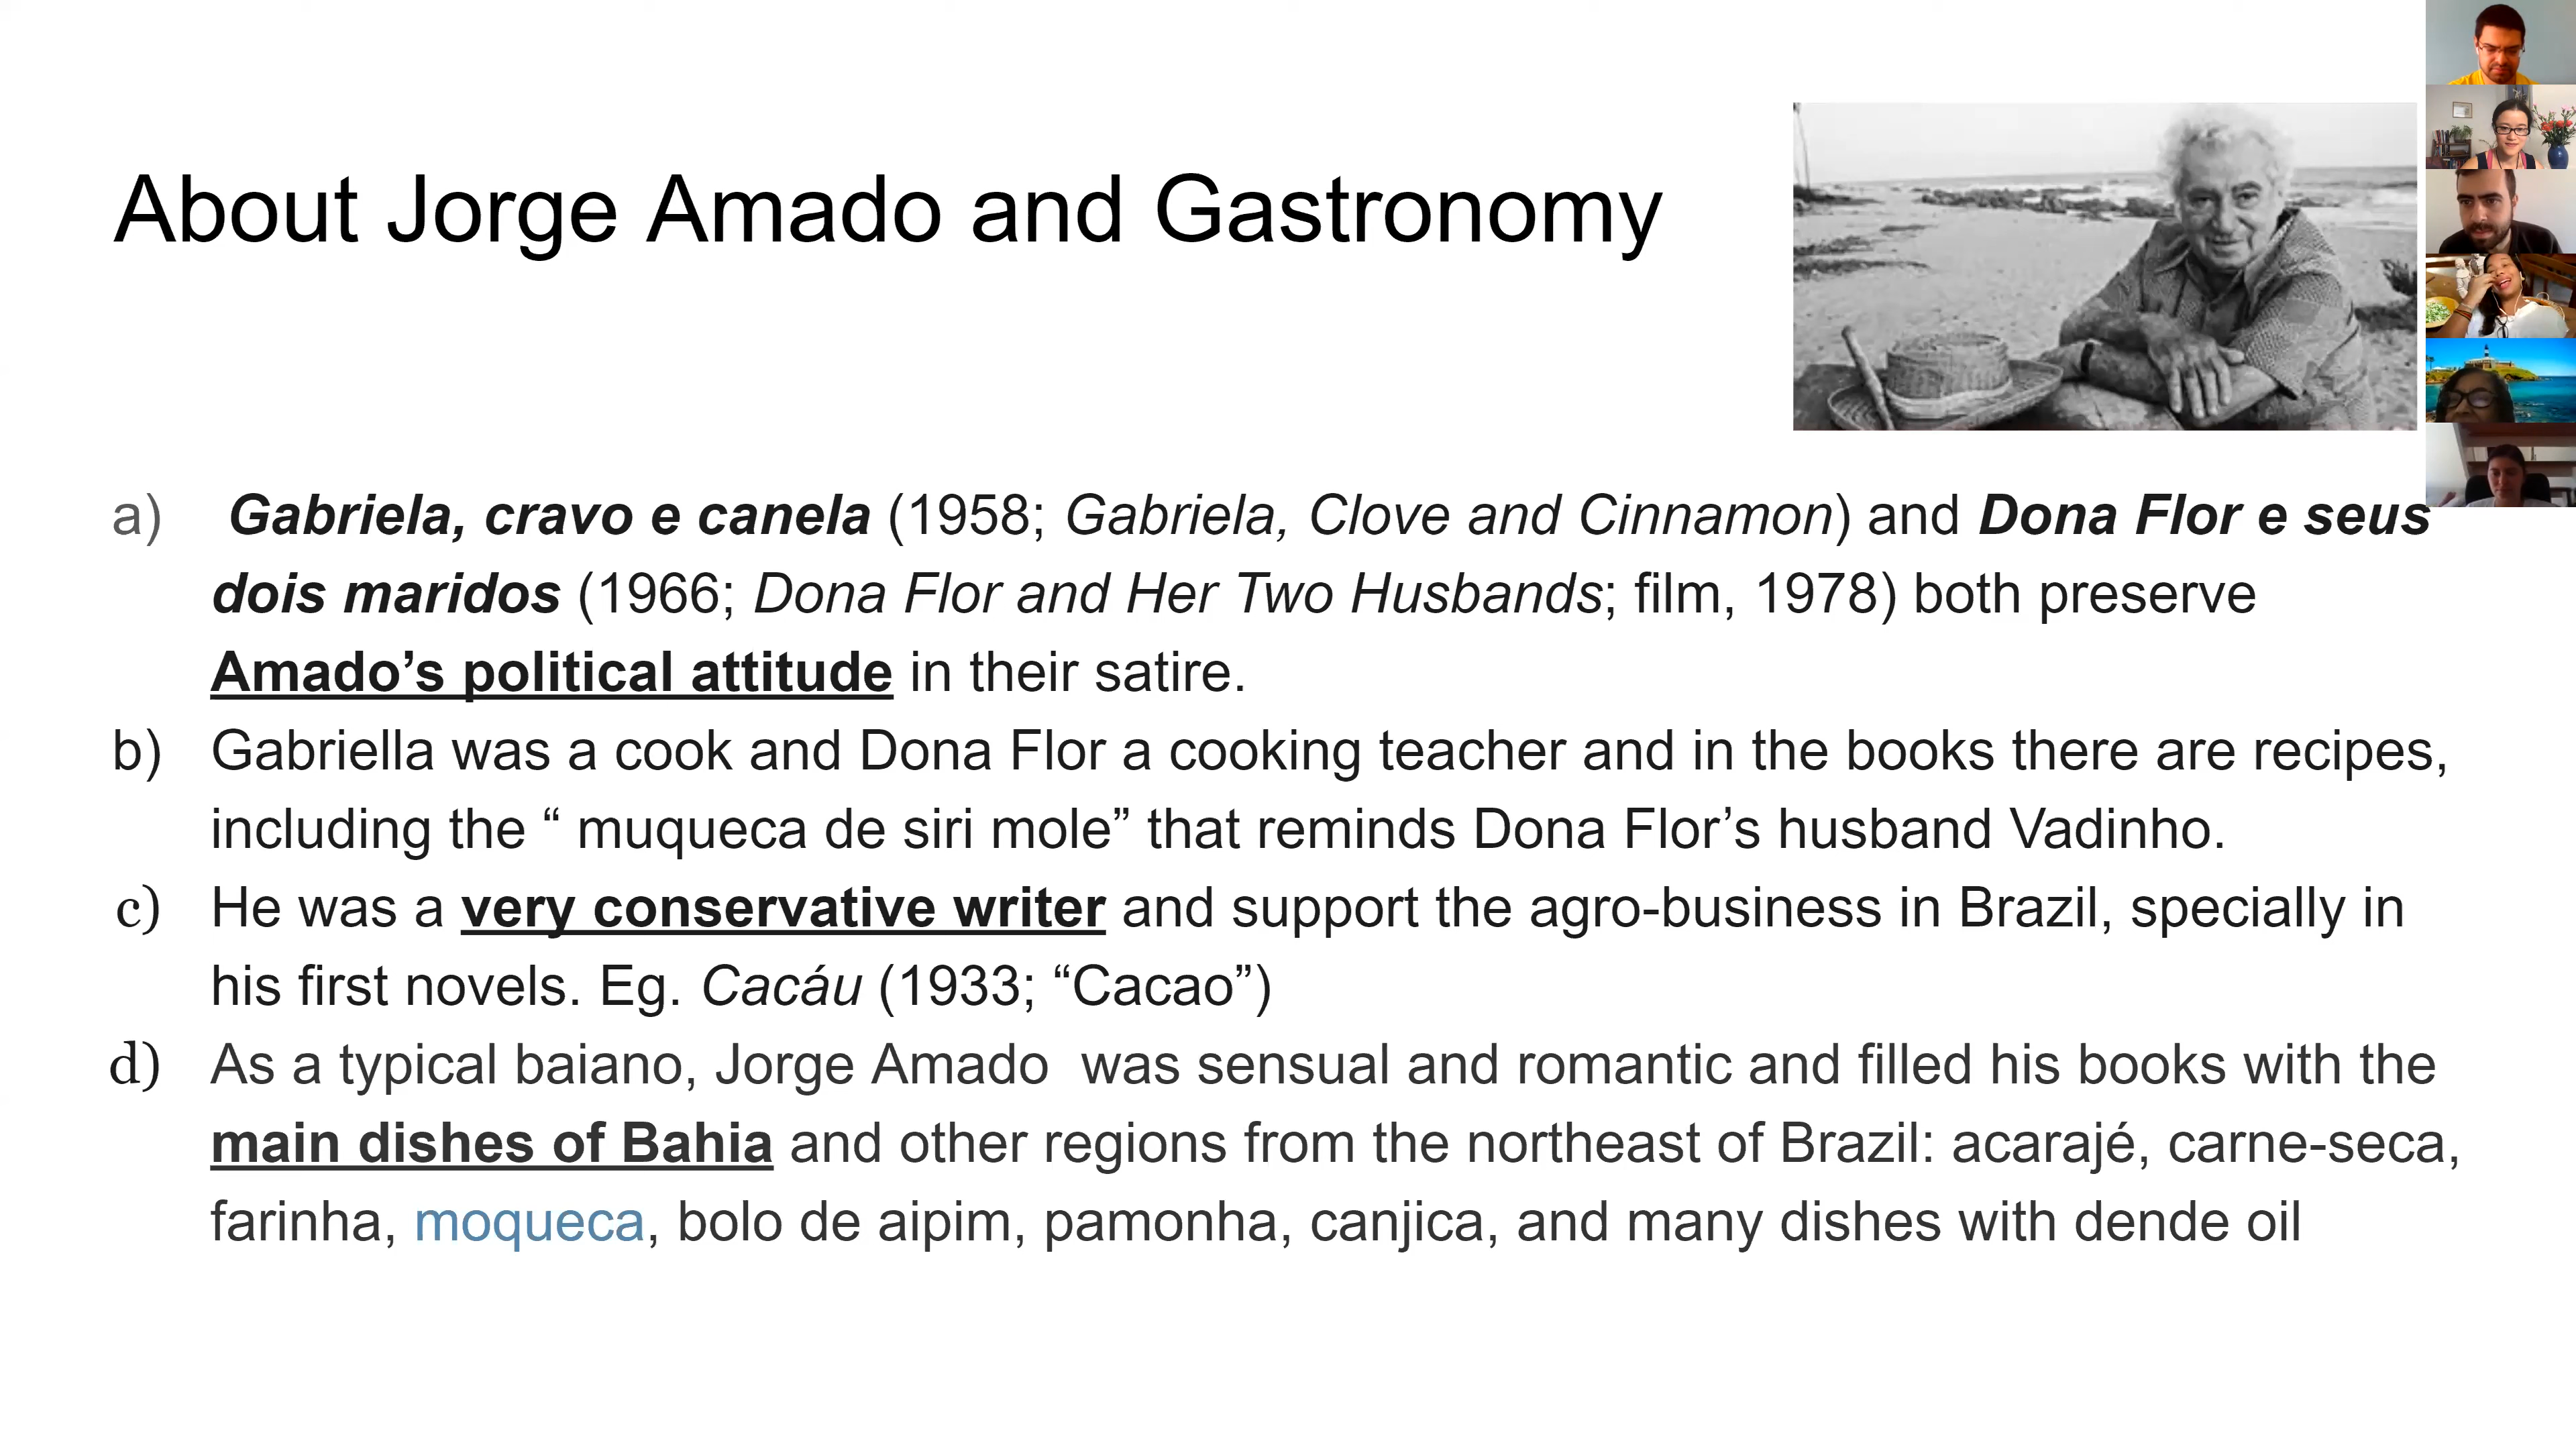 About Jorge Amado and Gastronomy
a) Gabriela, cravo e canela (1958; Gabriela, Clove and Cinnamon) and Dona Flor e seus
dois maridos (1966; Dona Flor and Her Two Husbands; film, 1978) both preserve
Amado’s political attitude in their satire.
b) Gabriella was a cook and Dona Flor a cooking teacher and in the books there are recipes,
including the “ muqueca de siri mole” that reminds Dona Flor’s husband Vadinho.
c) He was a very conservative writer and support the agro-business in Brazil, specially in
his first novels. Eg. Cacáu (1933; “Cacao”)
d) As a typical baiano, Jorge Amado  was sensual and romantic and filled his books with the
main dishes of Bahia and other regions from the northeast of Brazil: acarajé, carne-seca,
farinha, moqueca, bolo de aipim, pamonha, canjica, and many dishes with dende oil